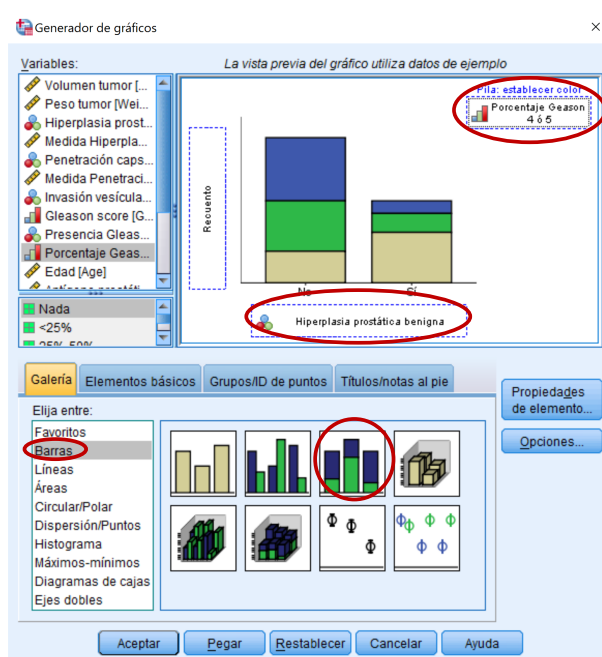 Generador de gráficos
Variables:
La vista previa del gráfico utiliza datos de ejemplo
Volumen tumor [...
Peso tumor [Wei...
Hiperplasia prost...
Medida Hiperpla...
Penetración caps...
Medida Penetraci...
Invasión vesícula...
Gleason score [G...
Presencia Gleas...
Porcentaje Geas...
Edad [Age]
Nada
<25%
Pila: establecer color
Porcentaje Geason
4 ó 5
Recuento
No
Sí
Hiperplasia prostática benigna
Galería
Elementos básicos
Grupos/ID de puntos
Títulos/notas al pie
Elija entre:
Favoritos
Barras
Líneas
Áreas
Circular/Polar
Dispersión/Puntos
Histograma
Máximos-mínimos
Diagramas de cajas
Ejes dobles
Propiedades
de elemento...
Opciones...
Aceptar
Pegar
Restablecer
Cancelar
Ayuda